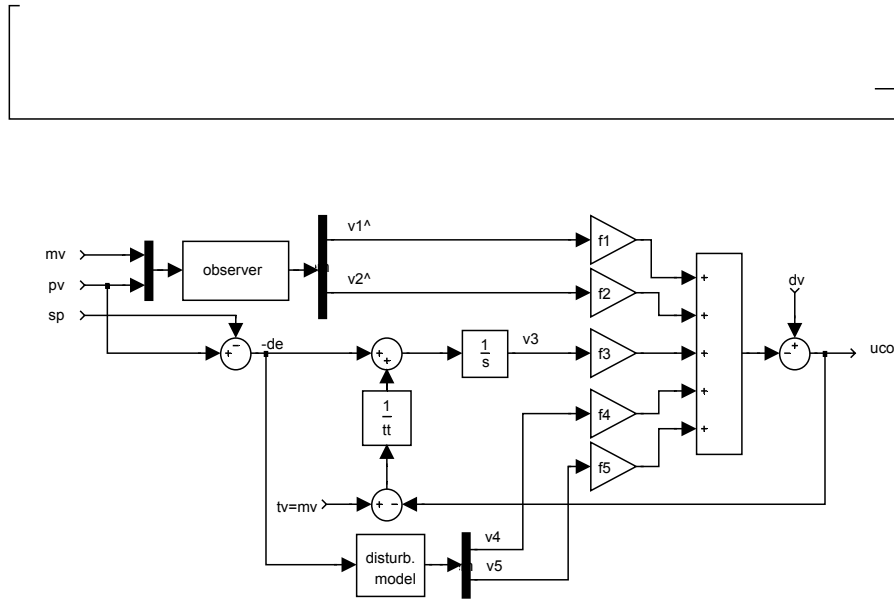 mv
pv
sp
observer
v1^
v2^
f1
f2
f3
f4
f5
+
+
+
+
+
dv
uco
+ −
-de
+
+
1
s
v3
1
tt
− +
tv=mv
+ −
disturb.
model
v4
v5